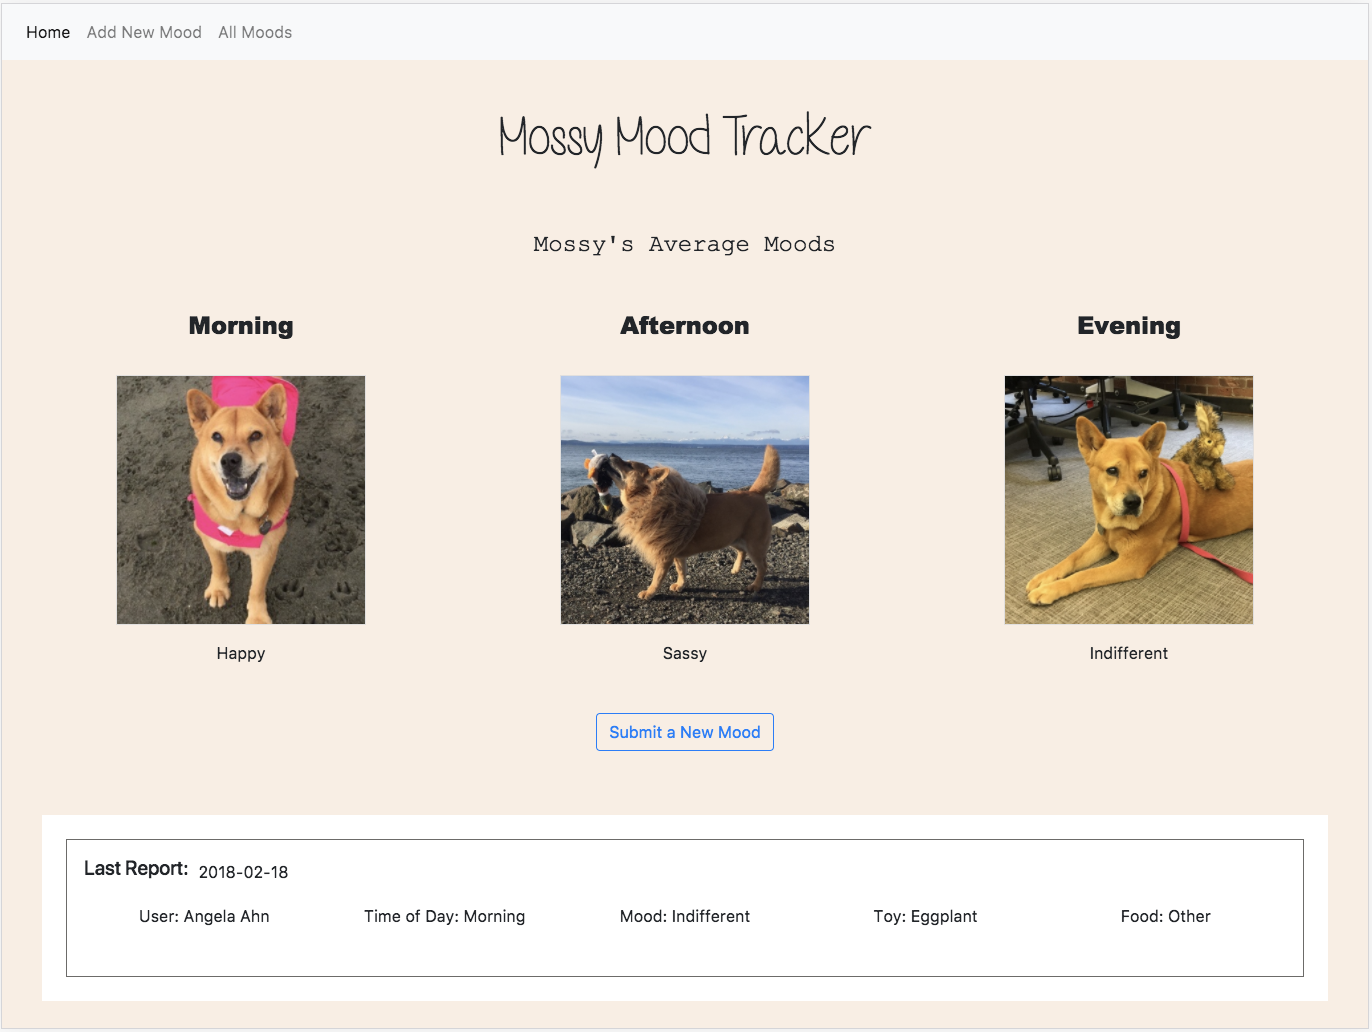 Home Add New Mood All Moods
Mossy Mood Tracker
Mossy's Average Moods
Morning Afternoon Evening
Happy Sassy Indifferent
Submit a New Mood
Last Report: 2018-02-18
User: Angela Ahn Time of Day: Morning Mood: Indifferent Toy: Eggplant Food: Other